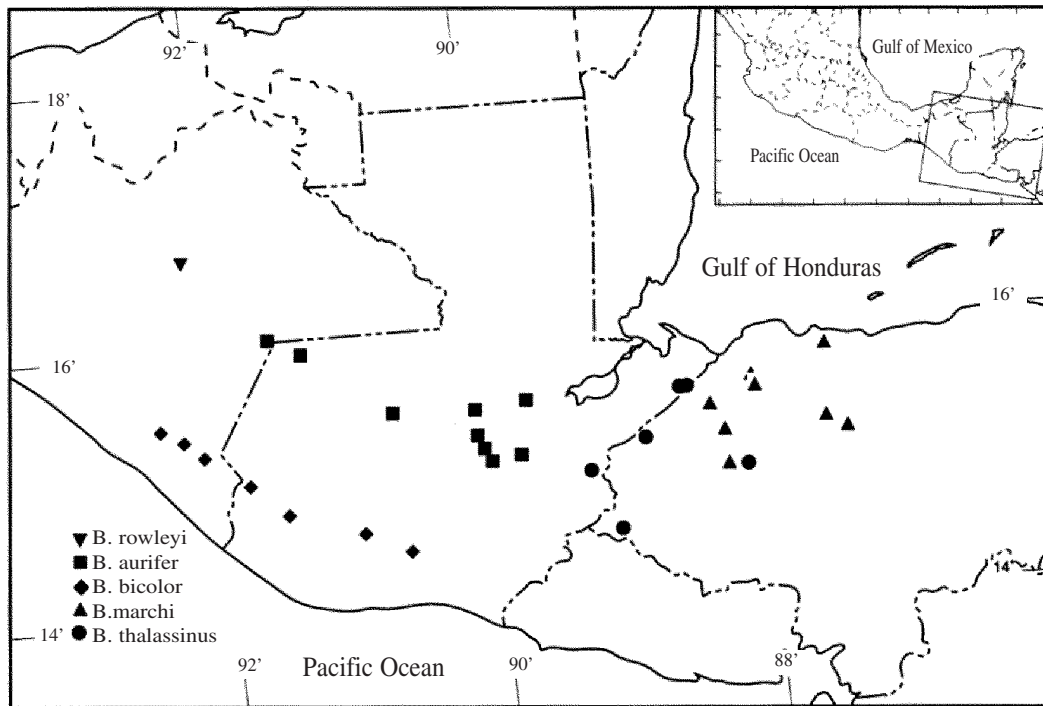 92'
90'
Gulf of Mexico
18'
Pacific Ocean
Gulf of Honduras
16'
16'
B. rowleyi
B. aurifer
B. bicolor
B.marchi
B. thalassinus
14'
14'
92'
Pacific Ocean
90'
88'